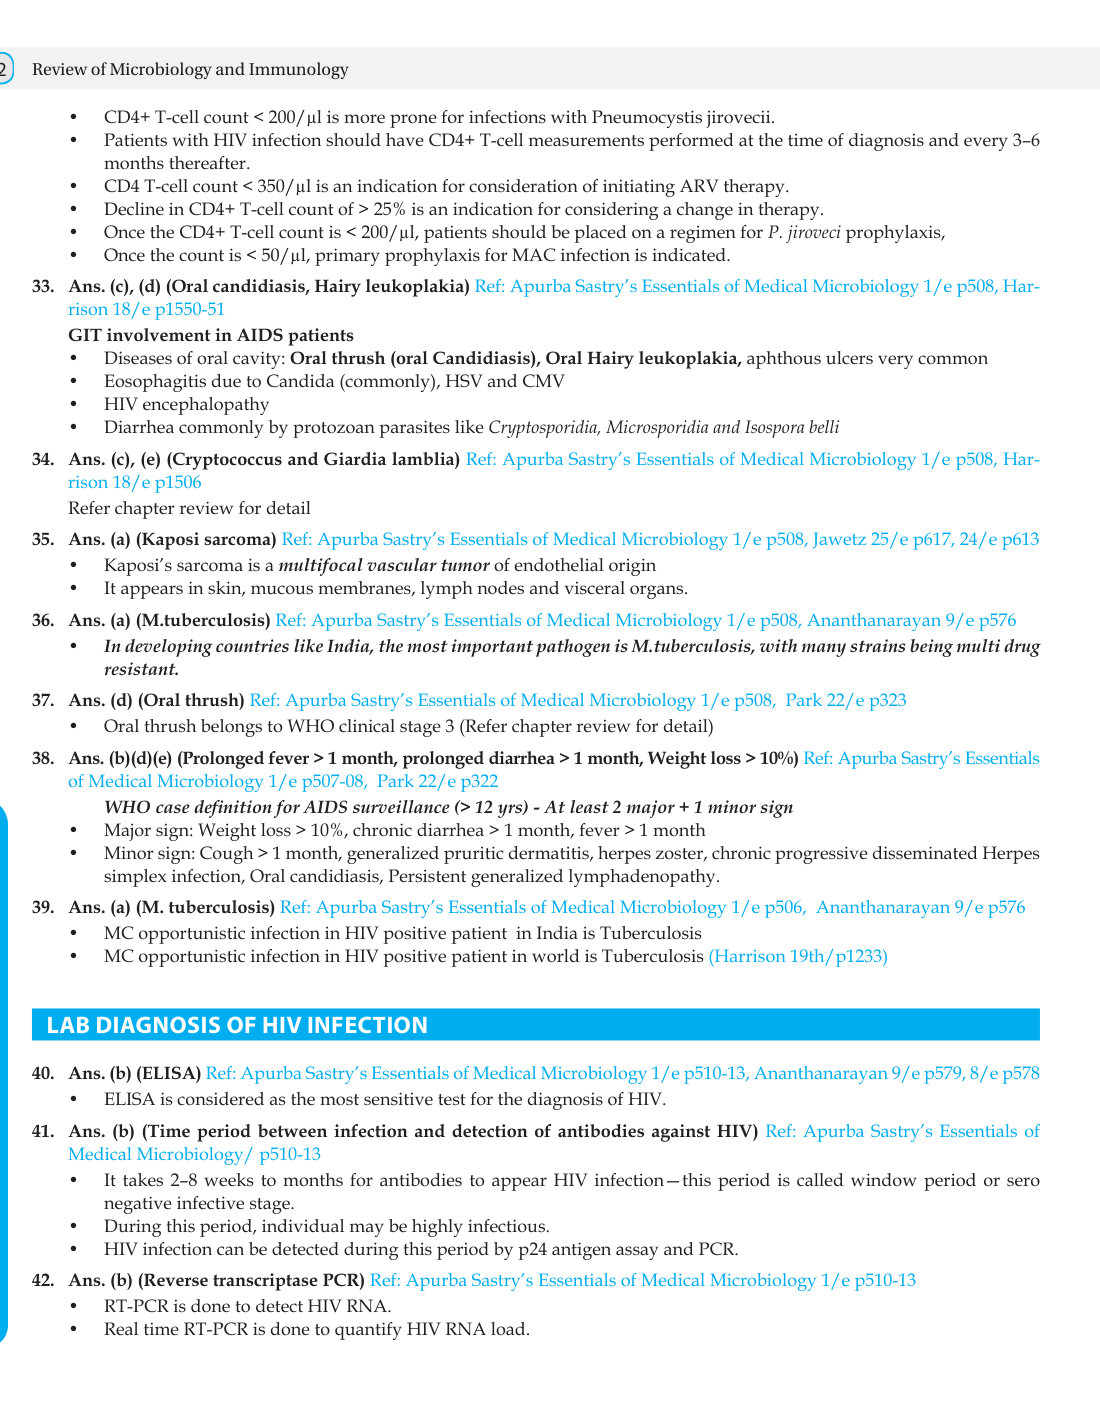 2 Review of Microbiology and Immunology
• CD4+ T-cell count < 200/µl is more prone for infections with Pneumocystis jirovecii.
• Patients with HIV infection should have CD4+ T-cell measurements performed at the time of diagnosis and every 3–6
months thereafter.
• CD4 T-cell count < 350/µl is an indication for consideration of initiating ARV therapy.
• Decline in CD4+ T-cell count of > 25% is an indication for considering a change in therapy.
• Once the CD4+ T-cell count is < 200/µl, patients should be placed on a regimen for P. jiroveci prophylaxis,
• Once the count is < 50/µl, primary prophylaxis for MAC infection is indicated.
33. Ans. (c), (d) (Oral candidiasis, Hairy leukoplakia) Ref: Apurba Sastry’s Essentials of Medical Microbiology 1/e p508, Har-
rison 18/e p1550-51
GIT involvement in AIDS patients
• Diseases of oral cavity: Oral thrush (oral Candidiasis), Oral Hairy leukoplakia, aphthous ulcers very common
• Eosophagitis due to Candida (commonly), HSV and CMV
• HIV encephalopathy
• Diarrhea commonly by protozoan parasites like Cryptosporidia, Microsporidia and Isospora belli
34. Ans. (c), (e) (Cryptococcus and Giardia lamblia) Ref: Apurba Sastry’s Essentials of Medical Microbiology 1/e p508, Har-
rison 18/e p1506
Refer chapter review for detail
35. Ans. (a) (Kaposi sarcoma) Ref: Apurba Sastry’s Essentials of Medical Microbiology 1/e p508, Jawetz 25/e p617, 24/e p613
• Kaposi’s sarcoma is a multifocal vascular tumor of endothelial origin
• It appears in skin, mucous membranes, lymph nodes and visceral organs.
36. Ans. (a) (M.tuberculosis) Ref: Apurba Sastry’s Essentials of Medical Microbiology 1/e p508, Ananthanarayan 9/e p576
• In developing countries like India, the most important pathogen is M.tuberculosis, with many strains being multi drug
resistant.
37. Ans. (d) (Oral thrush) Ref: Apurba Sastry’s Essentials of Medical Microbiology 1/e p508, Park 22/e p323
• Oral thrush belongs to WHO clinical stage 3 (Refer chapter review for detail)
38. Ans. (b)(d)(e) (Prolonged fever > 1 month, prolonged diarrhea > 1 month, Weight loss > 10%) Ref: Apurba Sastry’s Essentials
of Medical Microbiology 1/e p507-08, Park 22/e p322
WHO case definition for AIDS surveillance (> 12 yrs) - At least 2 major + 1 minor sign
• Major sign: Weight loss > 10%, chronic diarrhea > 1 month, fever > 1 month
• Minor sign: Cough > 1 month, generalized pruritic dermatitis, herpes zoster, chronic progressive disseminated Herpes
simplex infection, Oral candidiasis, Persistent generalized lymphadenopathy.
39. Ans. (a) (M. tuberculosis) Ref: Apurba Sastry’s Essentials of Medical Microbiology 1/e p506, Ananthanarayan 9/e p576
• MC opportunistic infection in HIV positive patient in India is Tuberculosis
• MC opportunistic infection in HIV positive patient in world is Tuberculosis (Harrison 19th/p1233)
LAB DIAGNOSIS OF HIV INFECTION
40. Ans. (b) (ELISA) Ref: Apurba Sastry’s Essentials of Medical Microbiology 1/e p510-13, Ananthanarayan 9/e p579, 8/e p578
• ELISA is considered as the most sensitive test for the diagnosis of HIV.
41. Ans. (b) (Time period between infection and detection of antibodies against HIV) Ref: Apurba Sastry’s Essentials of
Medical Microbiology/ p510-13
• It takes 2–8 weeks to months for antibodies to appear HIV infection—this period is called window period or sero
negative infective stage.
• During this period, individual may be highly infectious.
• HIV infection can be detected during this period by p24 antigen assay and PCR.
42. Ans. (b) (Reverse transcriptase PCR) Ref: Apurba Sastry’s Essentials of Medical Microbiology 1/e p510-13
• RT-PCR is done to detect HIV RNA.
• Real time RT-PCR is done to quantify HIV RNA load.